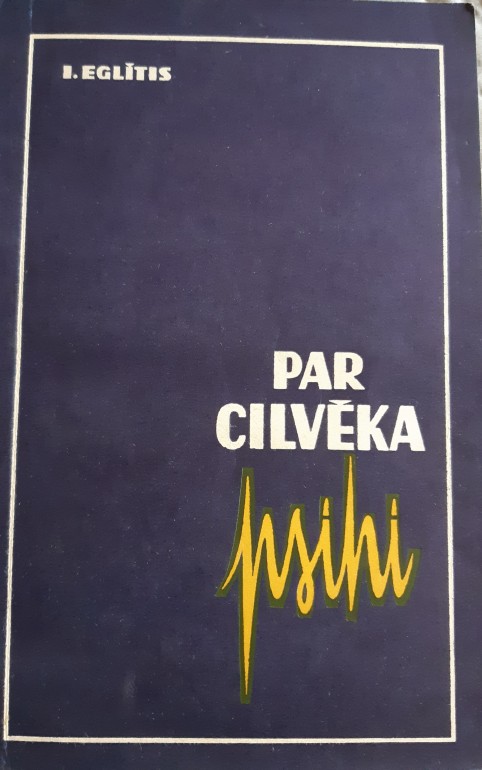 I. EGLĪTIS
PAR
CILVĒKA
psihi